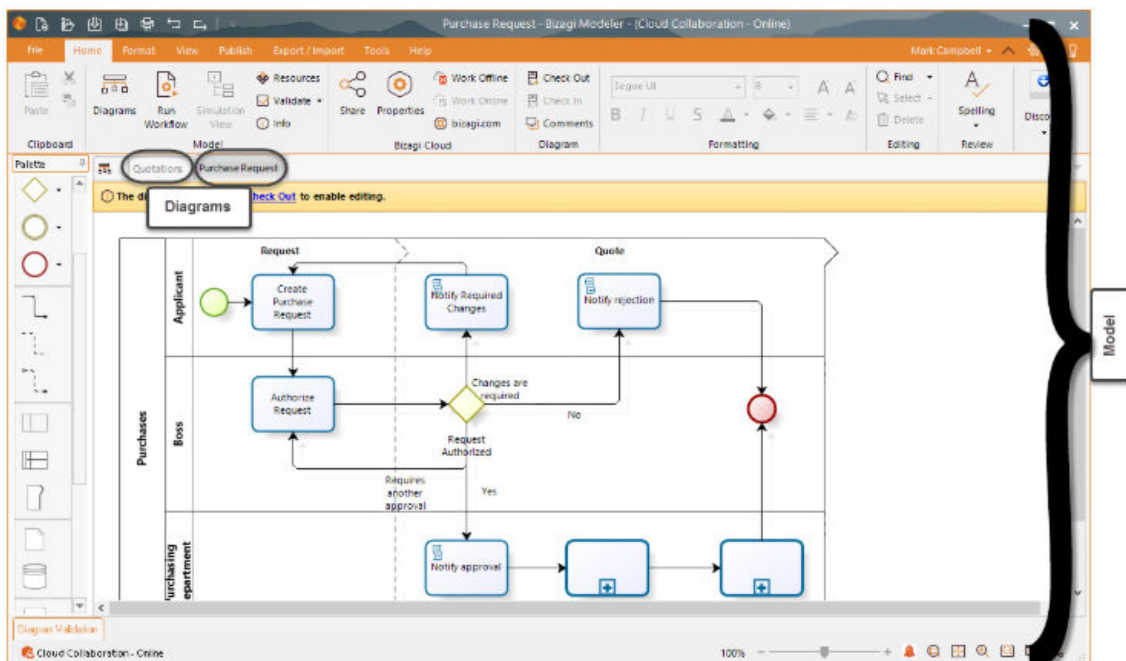 Purchase Request - Bizagi Modeler - (Cloud Collaboration - Online)
File Home Format View Publish Export / Import Tools Help Mark Campbell
Paste
Clipboard
Diagrams
Run
Workflow
Simulation
View
Resources
Validate
Info
Model
Share
Properties
Work Offline
Work Online
bizagi.com
Bizagi Cloud
Check Out
Check In
Comments
Diagram
Segoe UI 8 A A
B I U S A
Formatting
Find
Select
Delete
Editing
Spelling
Review
Palette
Quotations Purchase Request
The
Check Out to enable editing.
Diagrams
Request Quote
Purchases
Applicant
Create
Purchase
Request
Notify Required
Changes
Notify rejection
Boss
Authorize
Request
Changes are
required
No
Request
Authorized
Requires
another
approval
Yes
Notify approval
Model
Diagram Validation
Cloud Collaboration - Online 100%